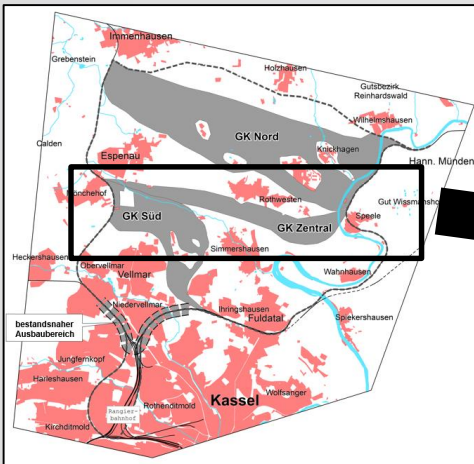 Immenhausen
Grebenstein
Holzhausen
Gutsbezirk
Reinhardswald
Wilhelmshausen
GK Nord
Calden
Knickhagen
Espenau
Hann. Münden
Mönchehof
Rothwesten
Gut Wissmannshof
GK Süd
Speele
GK Zentral
Simmershausen
Heckershausen
Obervellmar
Vellmar
Wahnhausen
Niedervellmar
Ihringshausen
Fuldatal
Spiekershausen
bestandsnaher
Ausbaubereich
Jungfernkopf
Harleshausen
Wolfsanger
Kassel
Rothenditmold
Rangier-
bahnhof
Kirchditmold